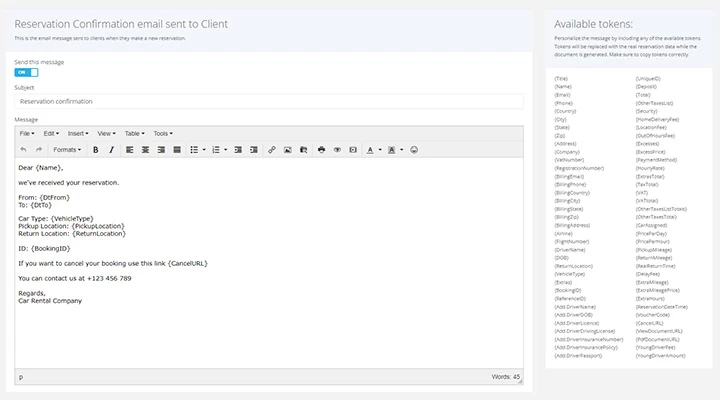 Reservation Confirmation email sent to Client
This is the email message sent to clients when they make a new reservation.
Send this message
ON
Subject
Reservation confirmation
Message
File Edit Insert View Table Tools
Formats B I A A
Dear {Name},
we've received your reservation.
From: {DtFrom}
To: {DtTo}
Car Type: {VehicleType}
Pickup Location: {PickupLocation}
Return Location: {ReturnLocation}
ID: {BookingID}
If you want to cancel your booking use this link {CancelURL}
You can contact us at +123 456 789
Regards,
Car Rental Company
p Words: 45
Available tokens:
Personalize the message by including any of the available tokens.
Tokens will be replaced with the real reservation data while the
document is generated. Make sure to copy tokens correctly.
{Title}
{Name}
{Email}
{Phone}
{Country}
{City}
{State}
{Zip}
{Address}
{Company}
{VatNumber}
{RegistrationNumber}
{BillingEmail}
{BillingPhone}
{BillingCountry}
{BillingCity}
{BillingState}
{BillingZip}
{BillingAddress}
{Airline}
{FlightNumber}
{DriverName}
{DOB}
{ReturnLocation}
{VehicleType}
{Extras}
{BookingID}
{ReferenceID}
{Add.DriverName}
{Add.DriverDOB}
{Add.DriverLicence}
{Add.DriverDrivingLicense}
{Add.DriverInsuranceNumber}
{Add.DriverInsurancePolicy}
{Add.DriverPassport}
{UniqueID}
{Deposit}
{Total}
{OtherTaxesList}
{Security}
{HomeDeliveryFee}
{LocationFee}
{OutOfHoursFee}
{Excesses}
{ExcessPrice}
{PaymentMethod}
{HourlyRate}
{ExtrasTotal}
{TaxTotal}
{VAT}
{VATtotal}
{OtherTaxesListTotals}
{OtherTaxesTotal}
{CarAssigned}
{PricePerDay}
{PricePerHour}
{PickupMileage}
{ReturnMileage}
{RealReturnTime}
{DelayFee}
{ExtraMileage}
{ExtraMileagePrice}
{ExtraHours}
{ReservationDateTime}
{VoucherCode}
{CancelURL}
{ViewDocumentURL}
{PdfDocumentURL}
{YoungDriverFee}
{YoungDriverAmount}